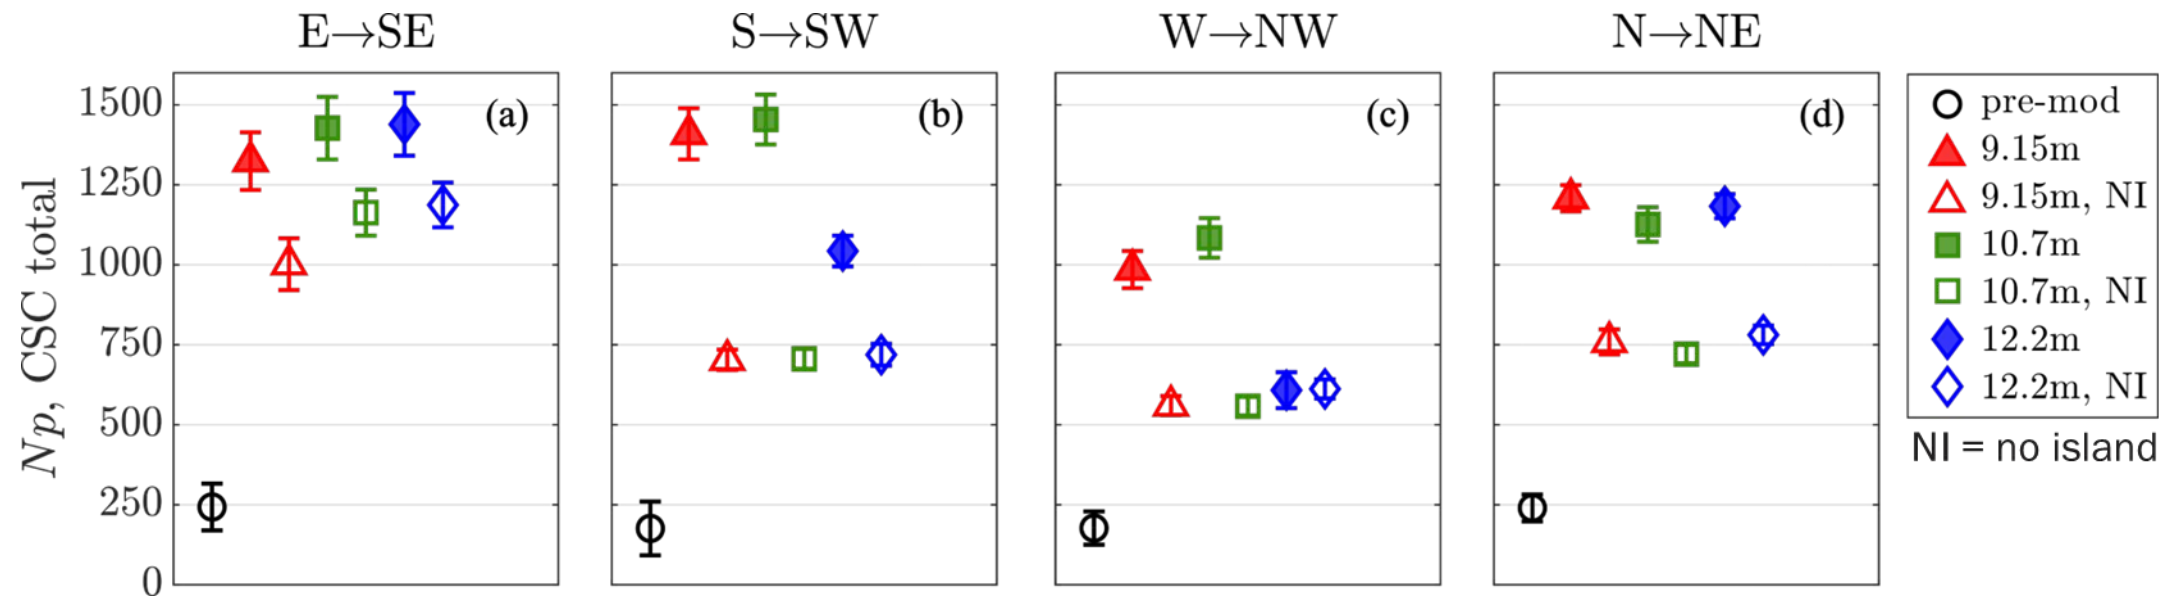 E→SE
S→SW
W→NW
N→NE
Np, CSC total
1500
1250
1000
750
500
250
0
(a)
(b)
(c)
(d)
pre-mod
9.15m
9.15m, NI
10.7m
10.7m, NI
12.2m
12.2m, NI
NI = no island